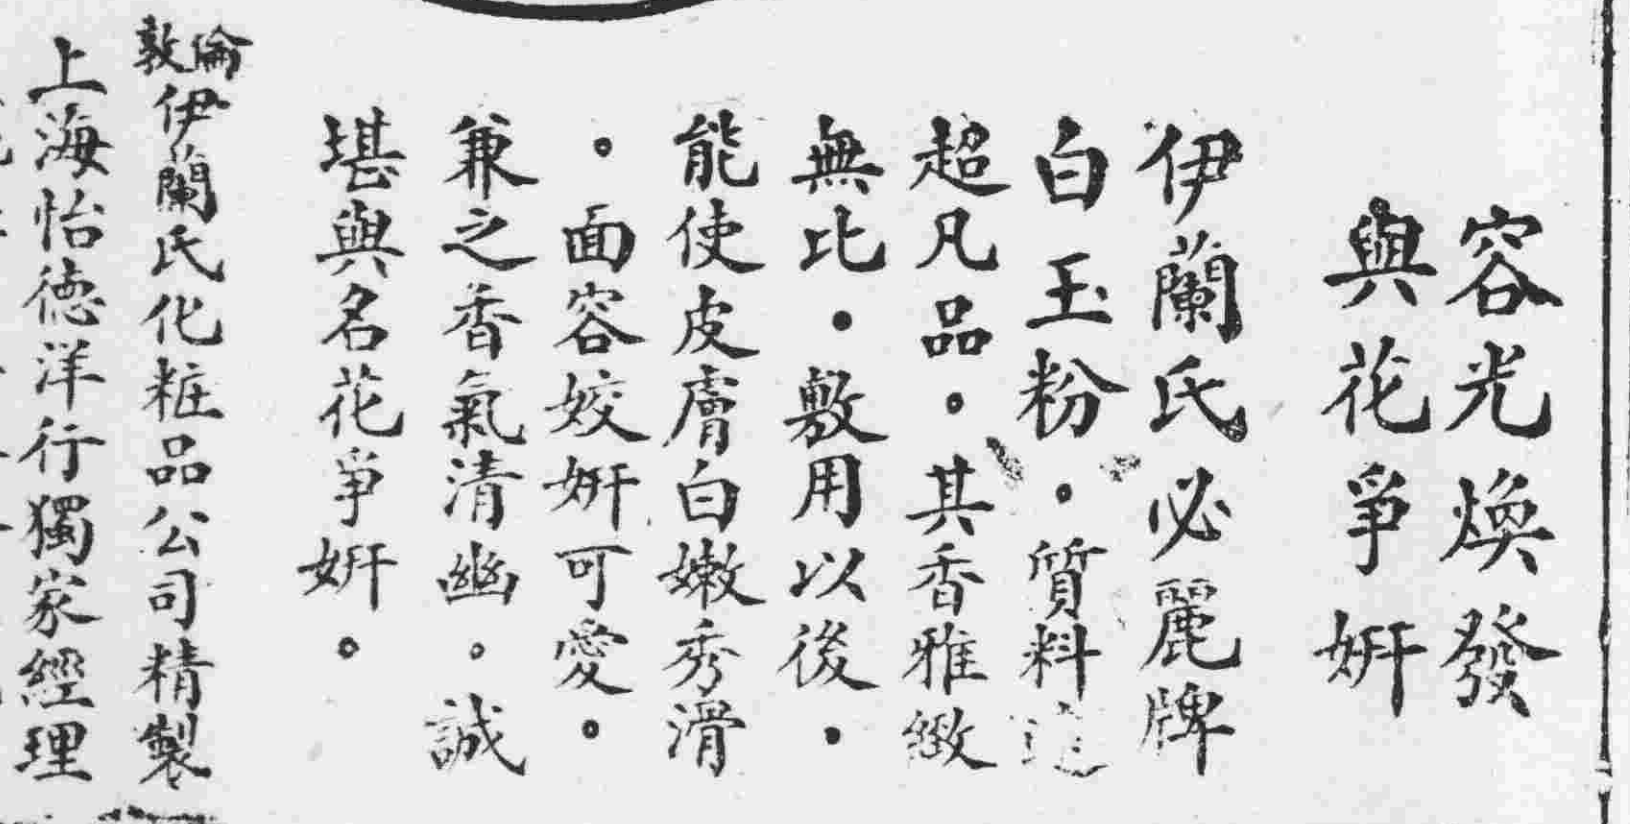 容光煥發
與花爭妍
伊蘭氏必麗牌
白玉粉。質料
超凡品。其香雅緻
無比。敷用以後。
能使皮膚白嫩秀滑
。面容姣妍可愛。
兼之香氣清幽。誠
堪與名花爭妍。
倫敦伊蘭氏化粧品公司精製
上海怡德洋行獨家經理